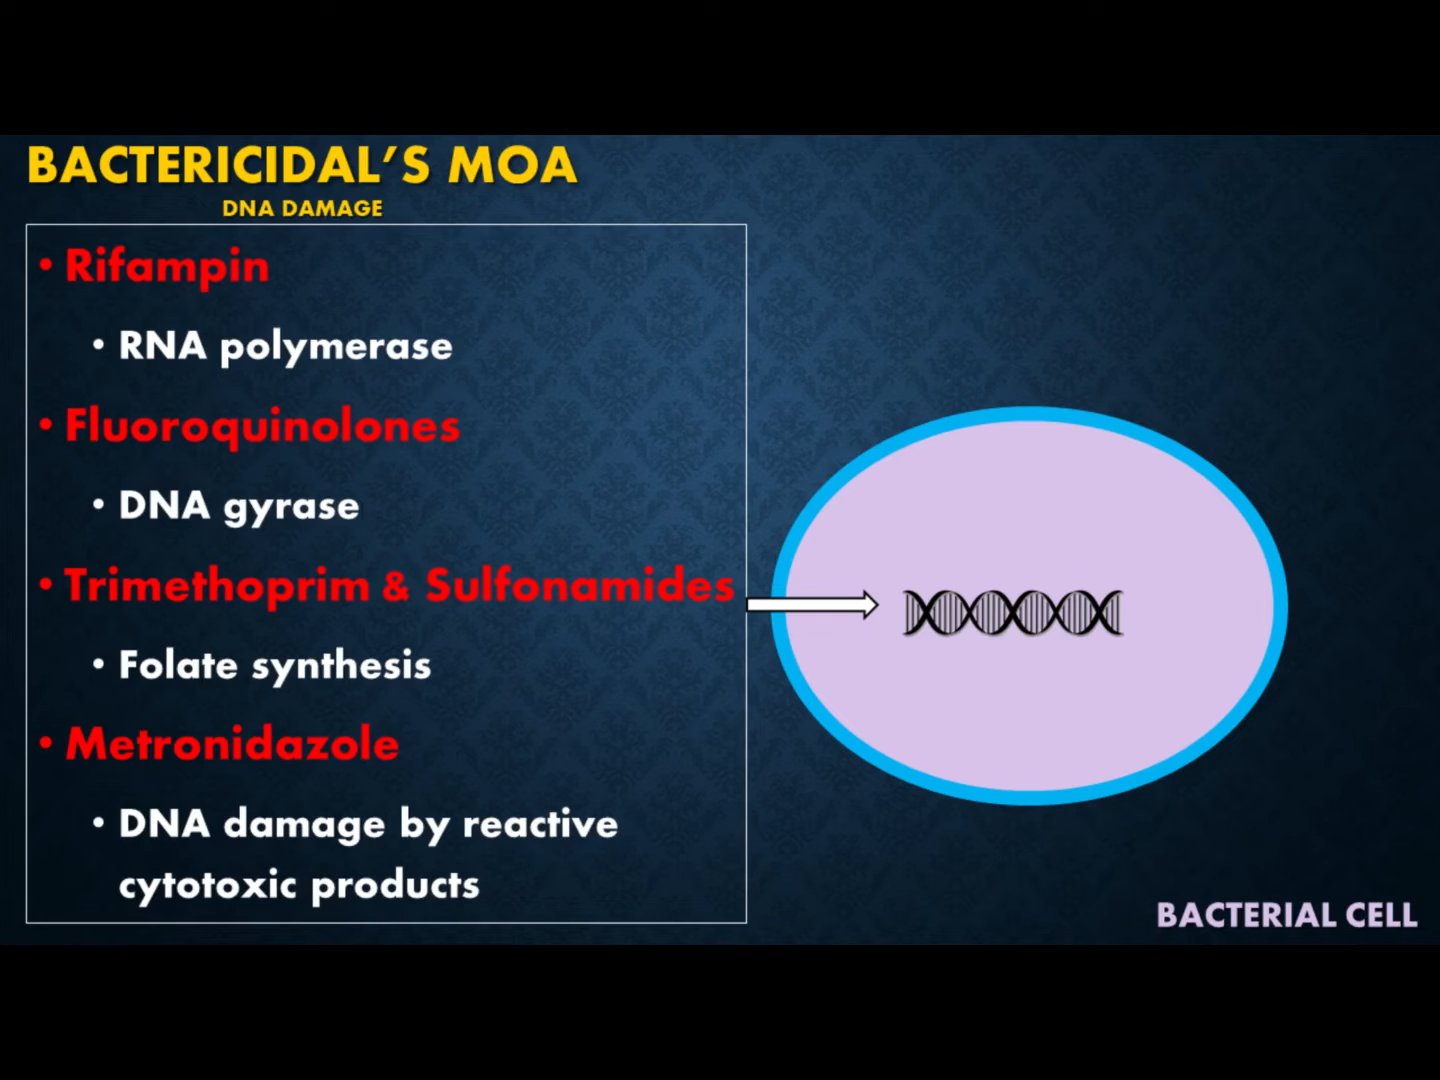 BACTERICIDAL'S MOA
DNA DAMAGE
• Rifampin
• RNA polymerase
• Fluoroquinolones
• DNA gyrase
• Trimethoprim & Sulfonamides
• Folate synthesis
• Metronidazole
• DNA damage by reactive
cytotoxic products
BACTERIAL CELL